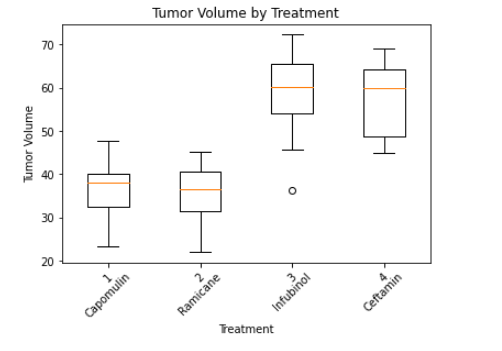 Tumor Volume by Treatment
70
60
50
40
30
20
Tumor Volume
1
Capomulin
2
Ramicane
3
Infubinol
4
Ceftamin
Treatment